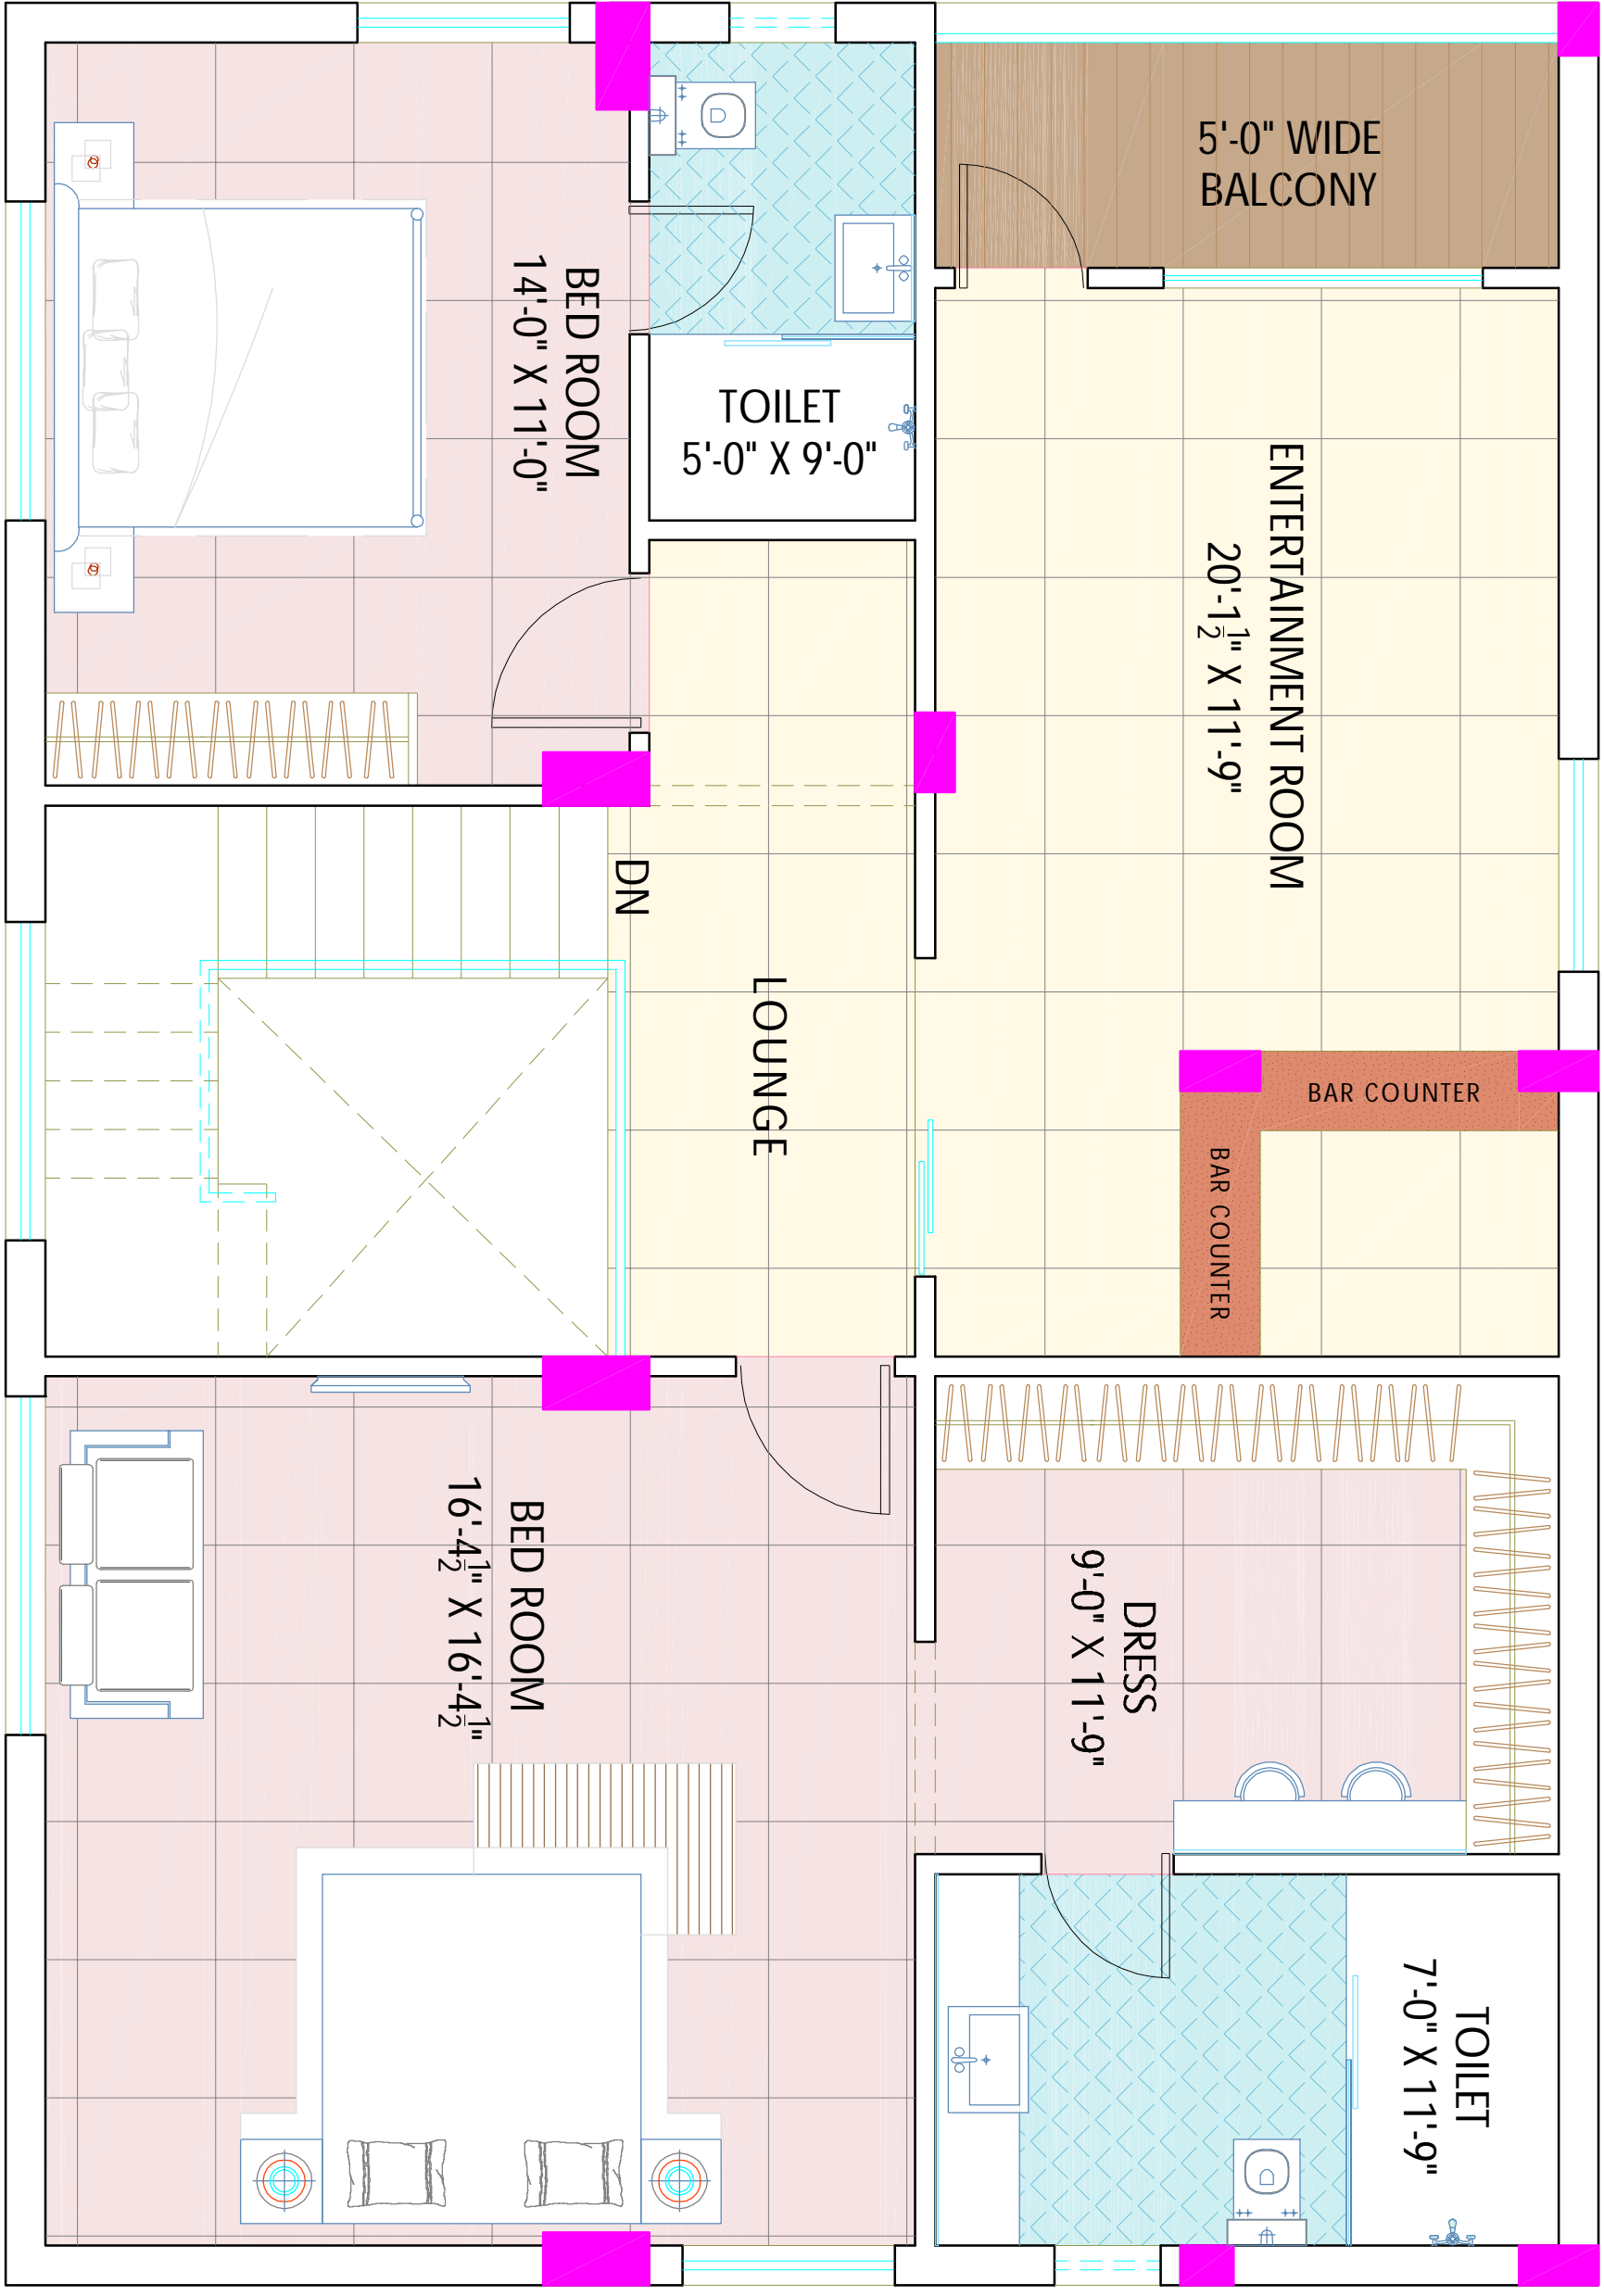 5'-0" WIDE
BALCONY
BED ROOM
14'-0" X 11'-0"
TOILET
5'-0" X 9'-0"
ENTERTAINMENT ROOM
20'-1½" X 11'-9"
DN
LOUNGE
BAR COUNTER
BAR COUNTER
BED ROOM
16'-4½" X 16'-4½"
DRESS
9'-0" X 11'-9"
TOILET
7'-0" X 11'-9"